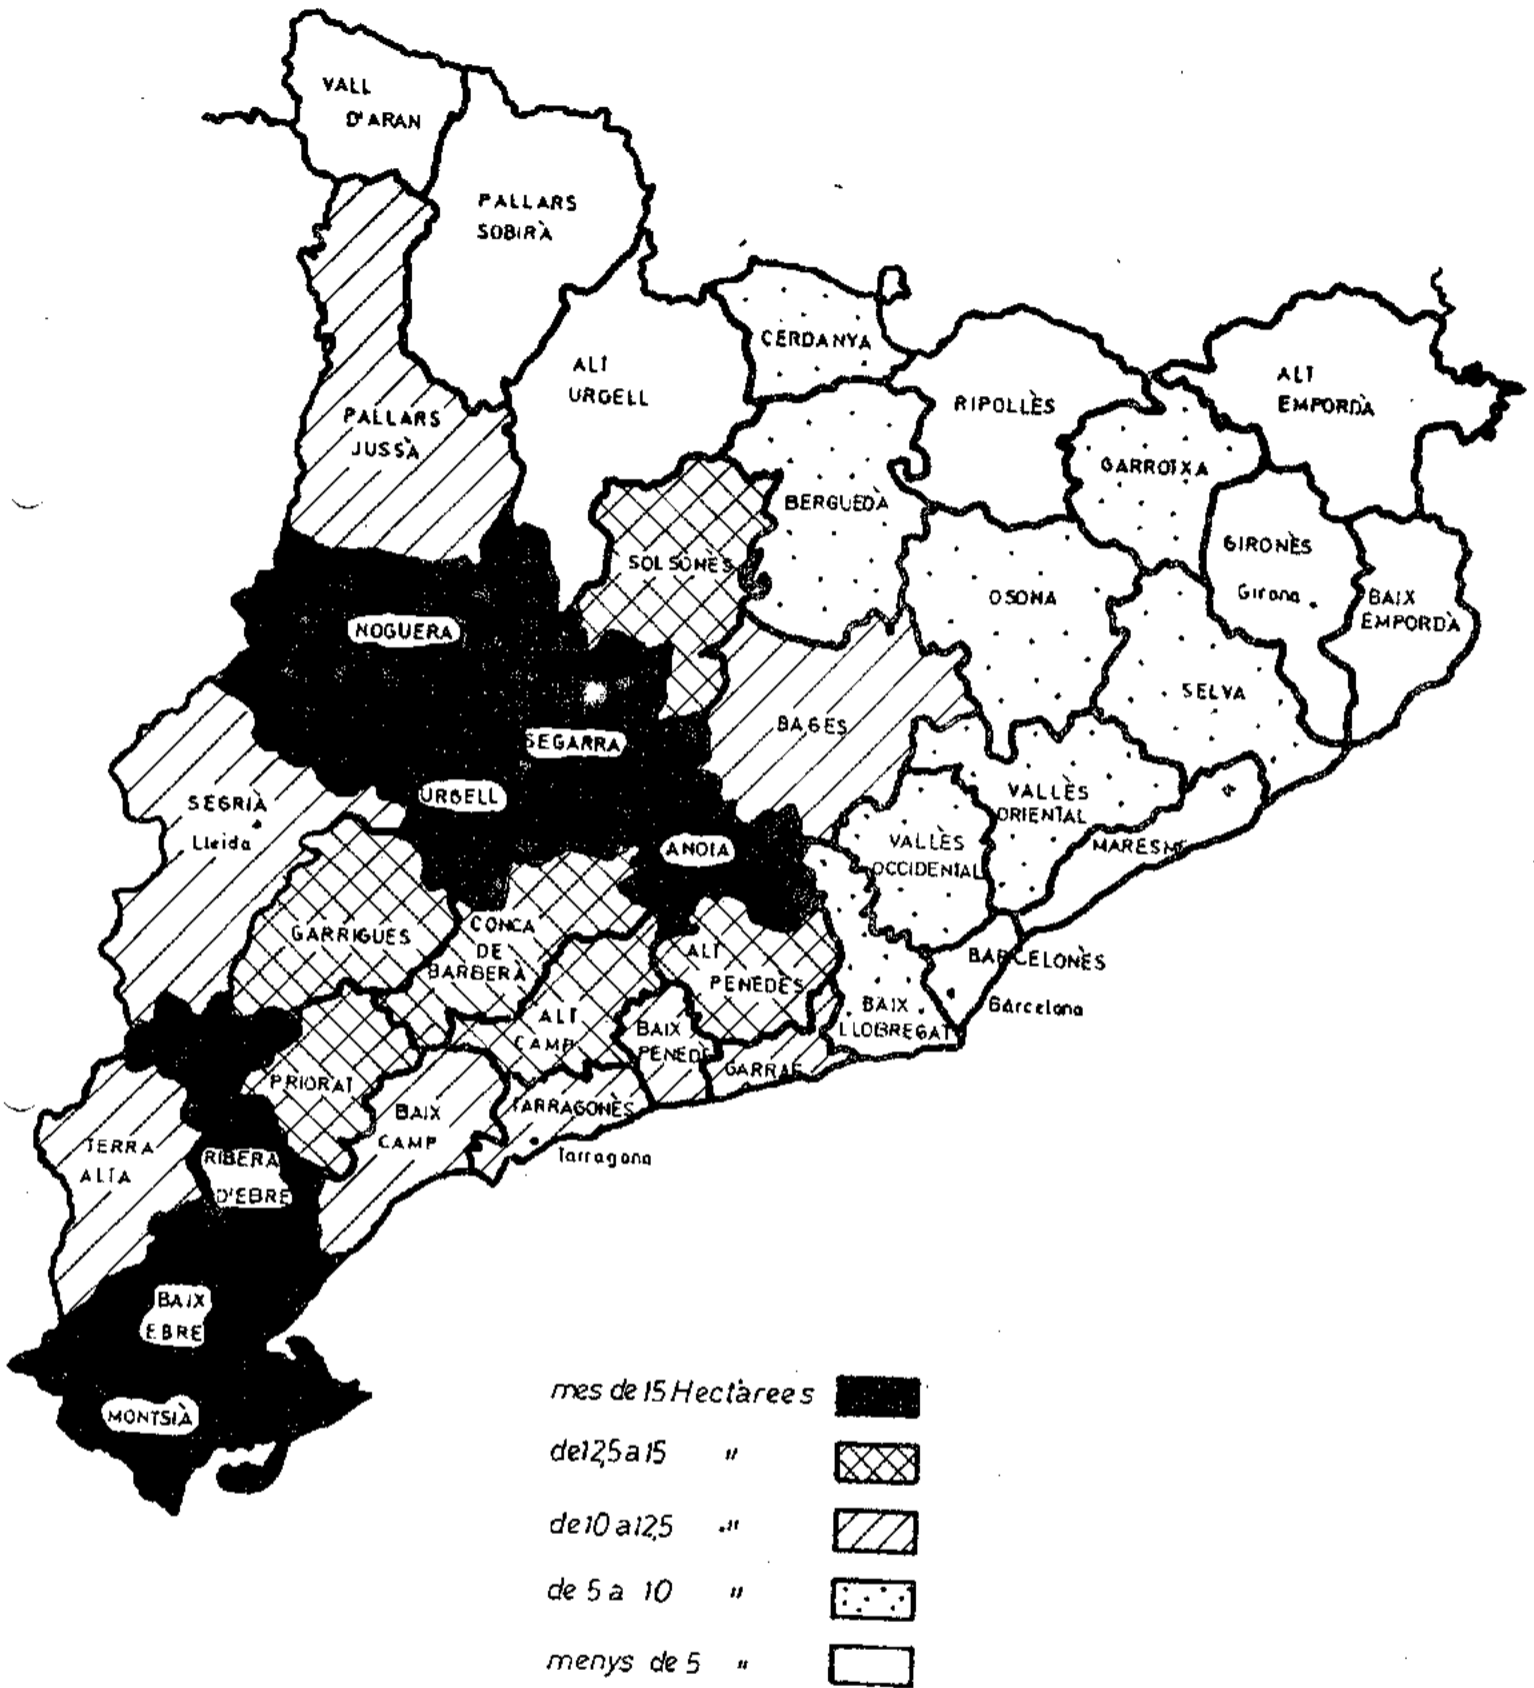 VALL
D'ARAN
PALLARS
SOBIRÀ
CERDANYA
ALT
URGELL
RIPOLLÈS
ALT
EMPORDÀ
PALLARS
JUSSÀ
GARROTXA
BERGUEDÀ
SOLSONÈS
GIRONÈS
Girona
BAIX
EMPORDÀ
OSONA
NOGUERA
SELVA
BAGES
SEGARRA
URGELL
SEGRIÀ
Lleida
VALLÈS
ORIENTAL
MARESME
VALLÈS
OCCIDENTAL
ANOIA
GARRIGUES
CONCA
DE
BARBERÀ
ALT
PENEDÈS
BARCELONÈS
Barcelona
BAIX
LLOBREGAT
ALT
CAMP
BAIX
PENEDÈ
GARRAF
PRIORAT
BAIX
CAMP
TARRAGONÈS
Tarragona
TERRA
ALTA
RIBERA
D'EBRE
BAIX
EBRE
MONTSIÀ
mes de 15 Hectàrees
de 12,5 a 15 "
de 10 a 12,5 "
de 5 a 10 "
menys de 5 "